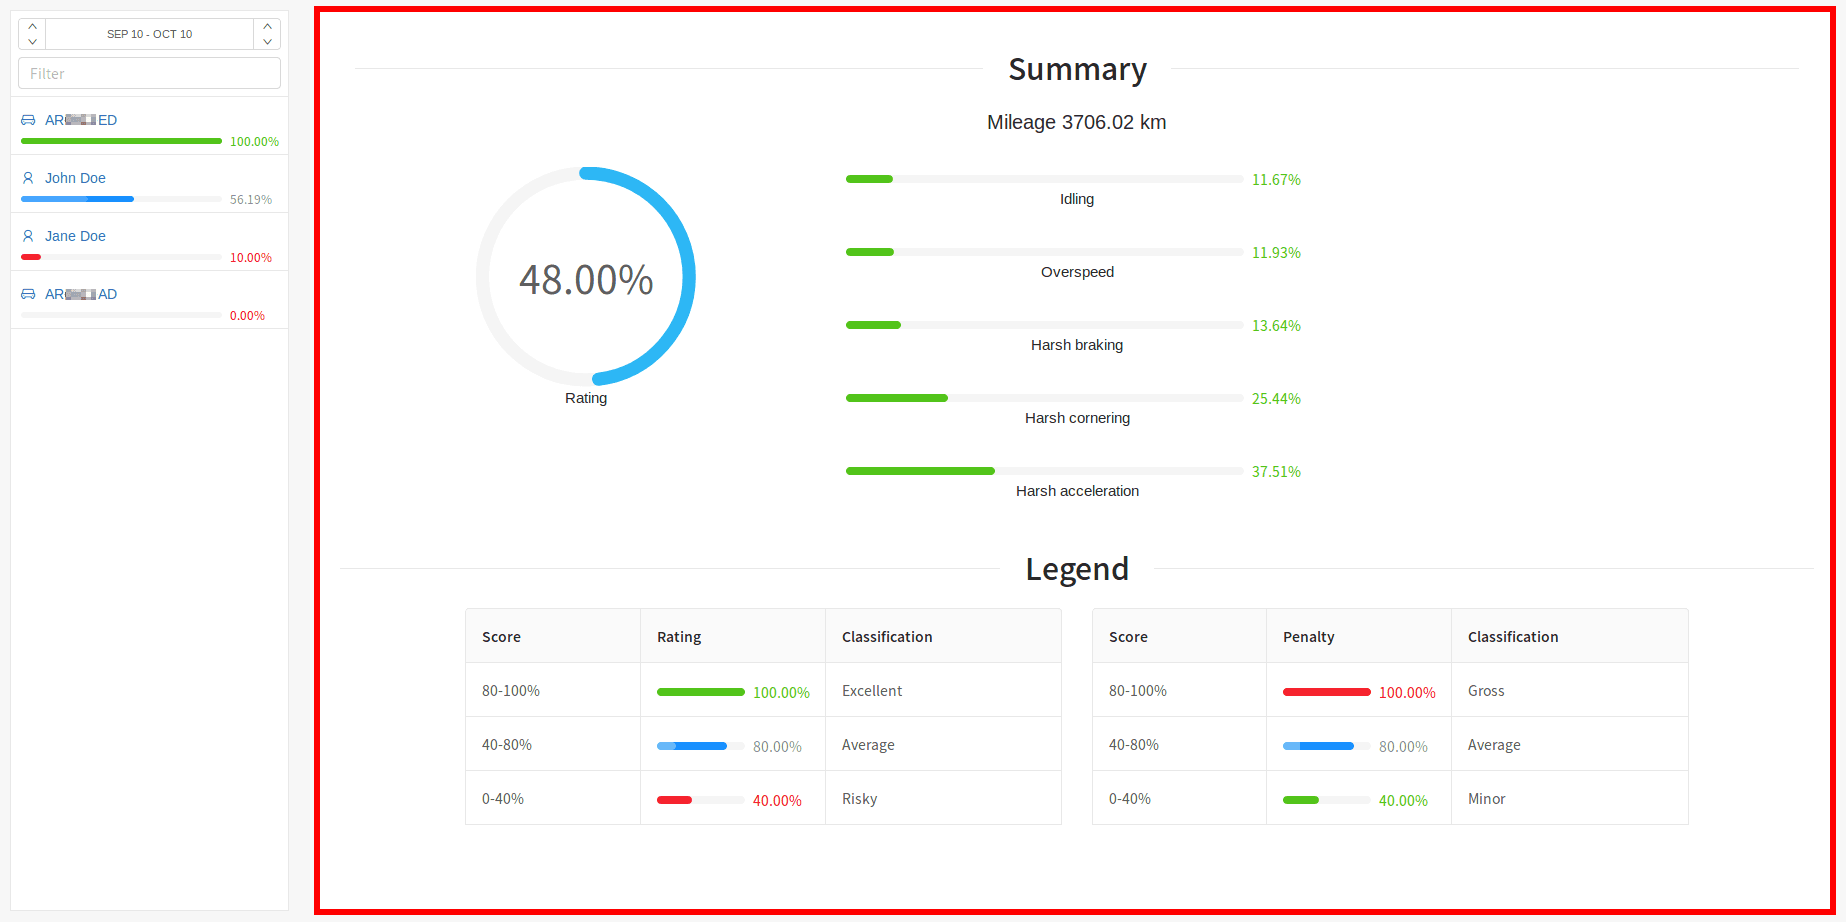 SEP 10 - OCT 10
Filter
AR ED
100.00%
John Doe
56.19%
Jane Doe
10.00%
AR AD
0.00%
Summary
Mileage 3706.02 km
48.00%
Rating
11.67%
Idling
11.93%
Overspeed
13.64%
Harsh braking
25.44%
Harsh cornering
37.51%
Harsh acceleration
Legend
Score Rating Classification
80-100% 100.00% Excellent
40-80% 80.00% Average
0-40% 40.00% Risky
Score Penalty Classification
80-100% 100.00% Gross
40-80% 80.00% Average
0-40% 40.00% Minor